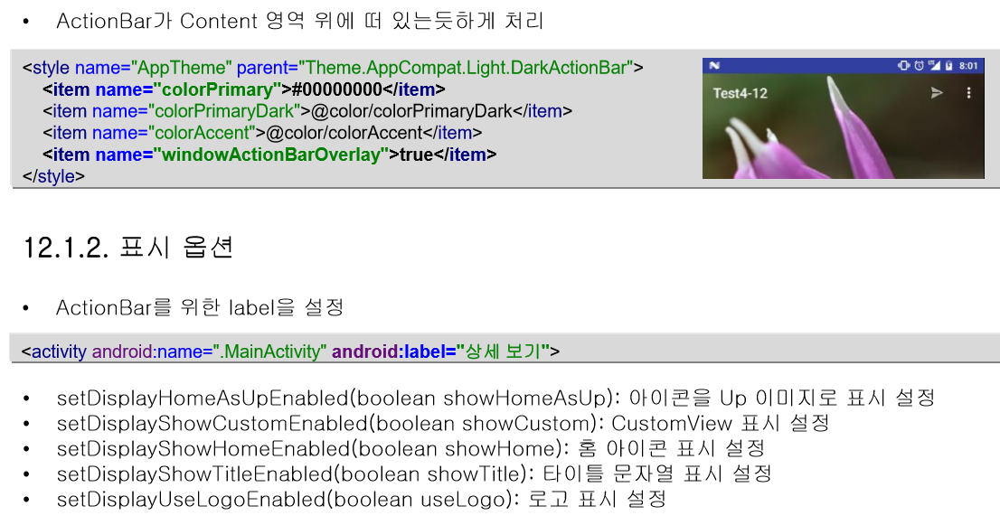 • ActionBar가 Content 영역 위에 떠 있는듯하게 처리
<style name="AppTheme" parent="Theme.AppCompat.Light.DarkActionBar">
<item name="colorPrimary">#00000000</item>
<item name="colorPrimaryDark">@color/colorPrimaryDark</item>
<item name="colorAccent">@color/colorAccent</item>
<item name="windowActionBarOverlay">true</item>
</style>
8:01
Test4-12
12.1.2. 표시 옵션
• ActionBar를 위한 label을 설정
<activity android:name=".MainActivity" android:label="상세 보기">
• setDisplayHomeAsUpEnabled(boolean showHomeAsUp): 아이콘을 Up 이미지로 표시 설정
• setDisplayShowCustomEnabled(boolean showCustom): CustomView 표시 설정
• setDisplayShowHomeEnabled(boolean showHome): 홈 아이콘 표시 설정
• setDisplayShowTitleEnabled(boolean showTitle): 타이틀 문자열 표시 설정
• setDisplayUseLogoEnabled(boolean useLogo): 로고 표시 설정